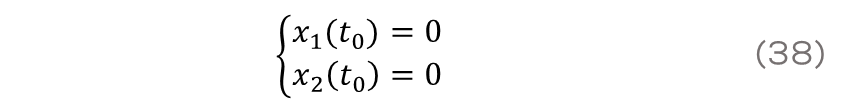 x₁(t₀) = 0
x₂(t₀) = 0
(38)